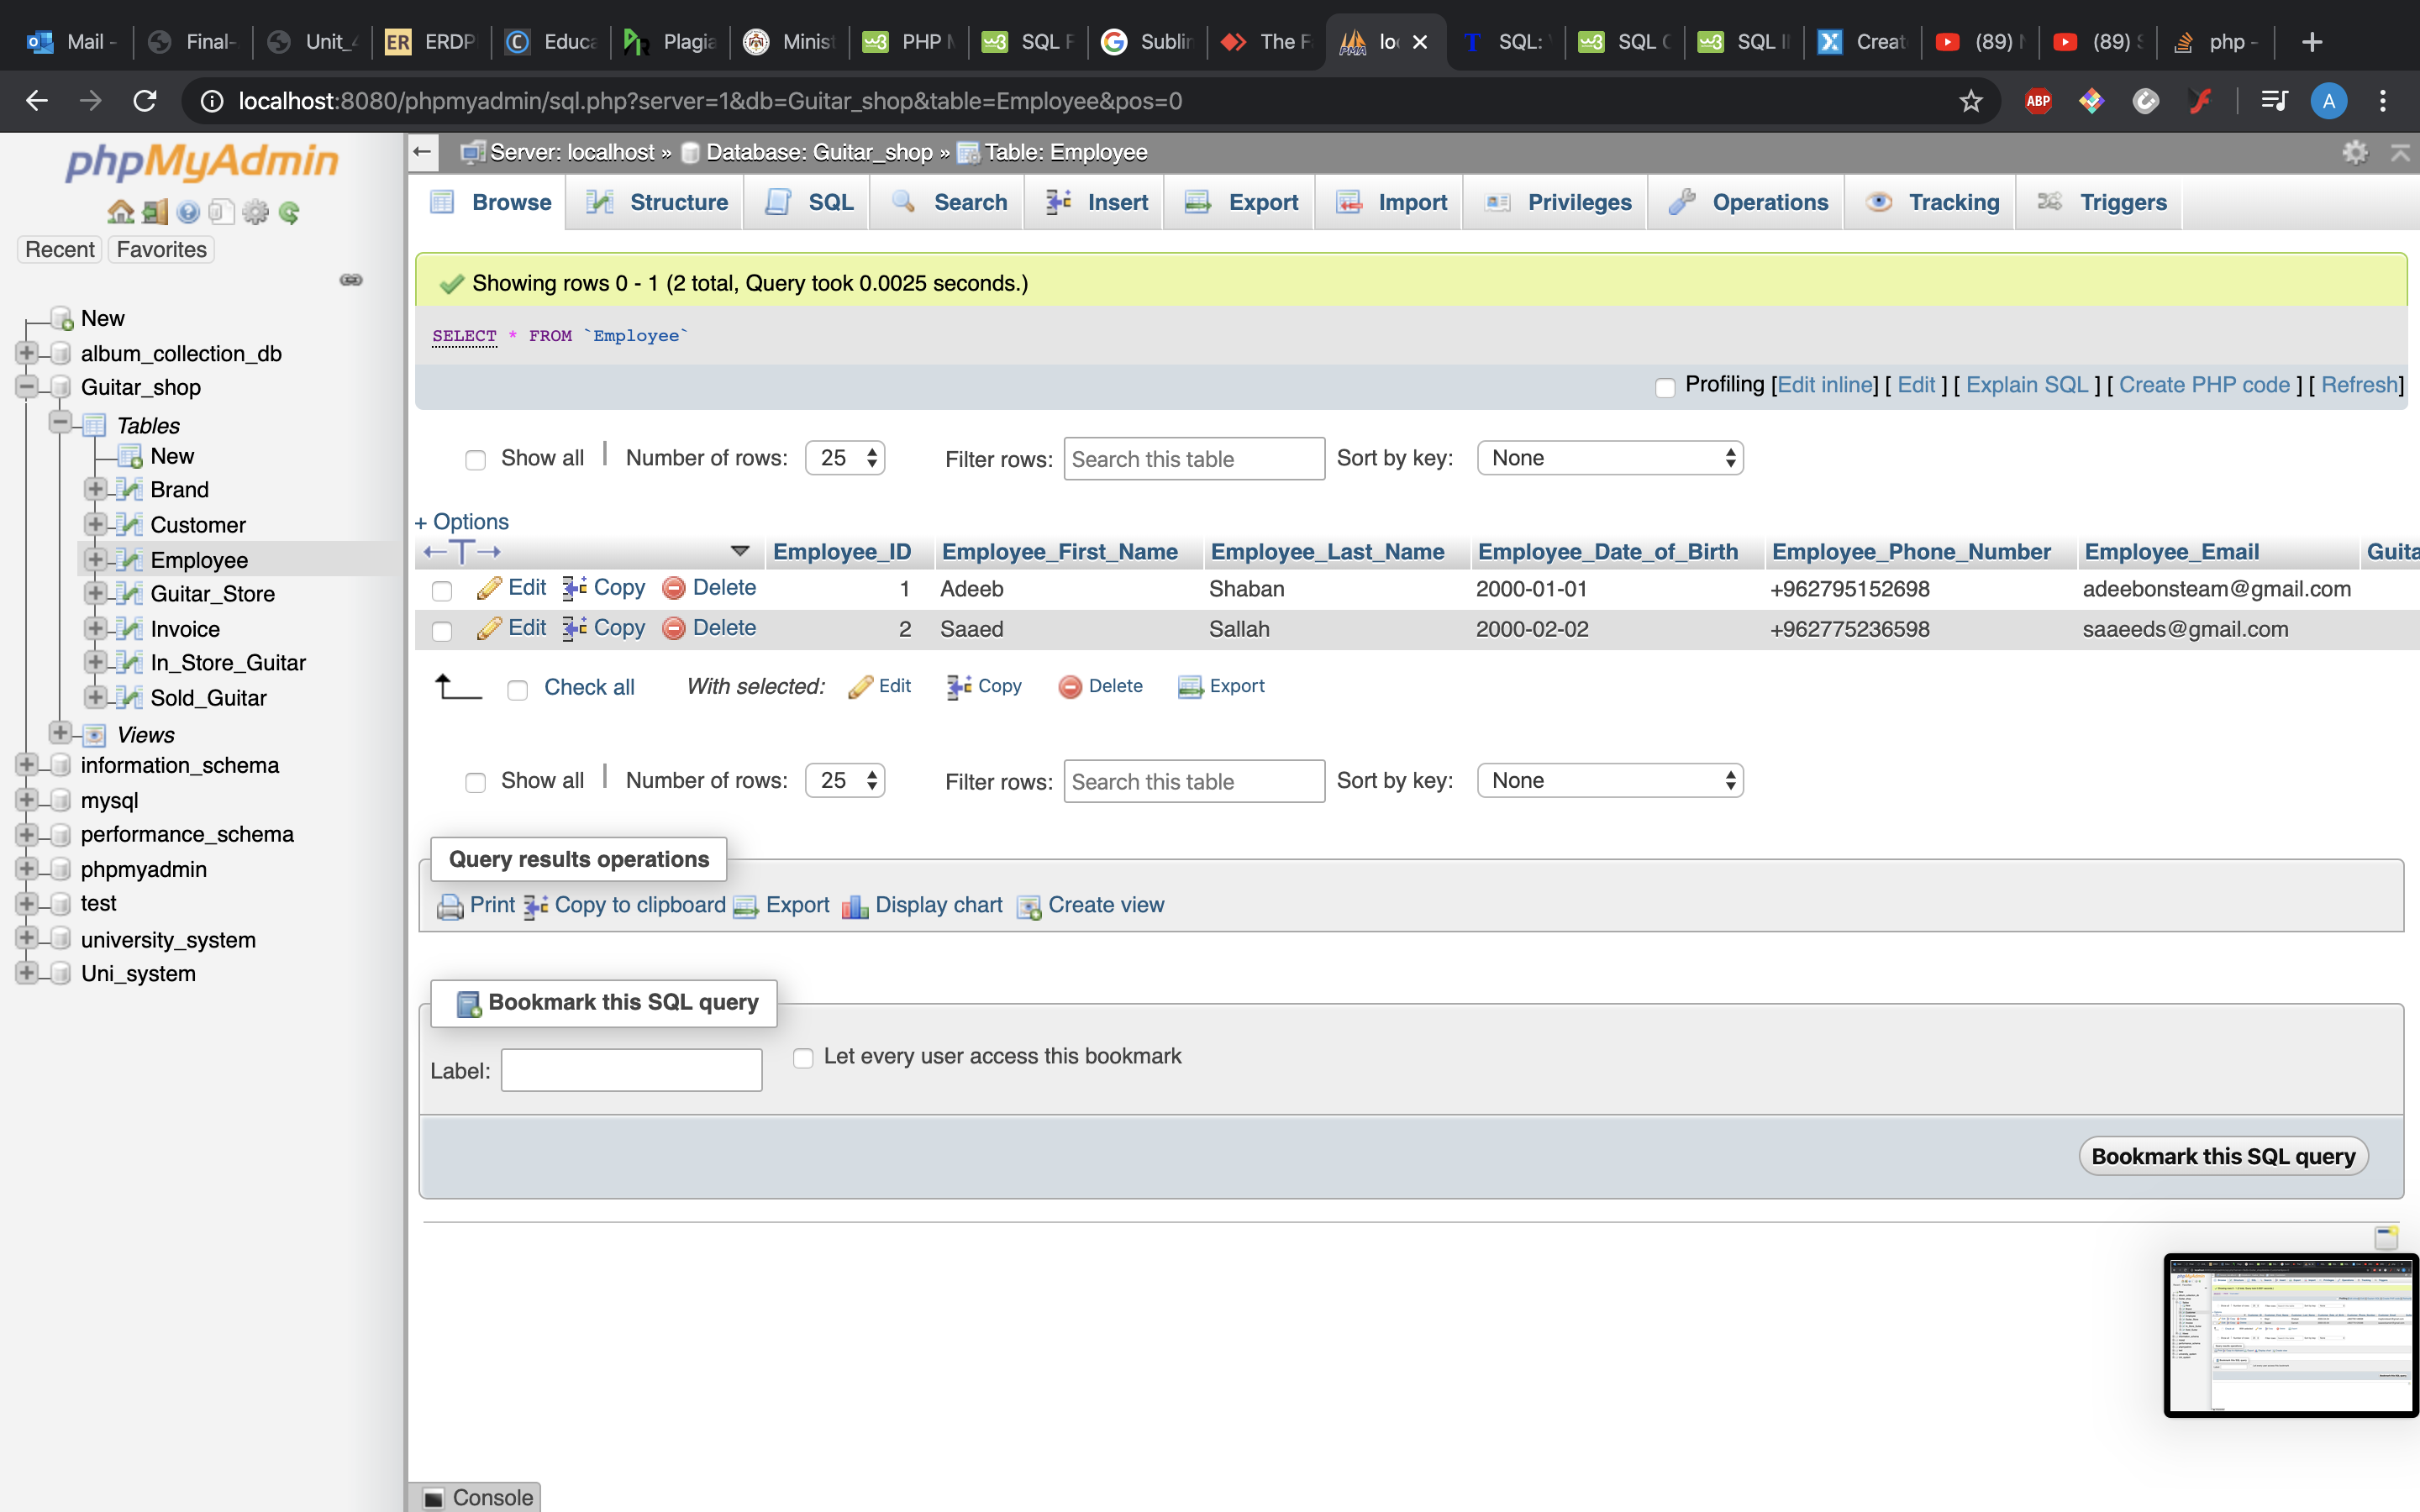 Mail - Final- Unit_ ERDP Educa Plagia Minist PHP SQL F Sublin The F loc SQL: SQL SQL I Creat (89) (89) php -
localhost:8080/phpmyadmin/sql.php?server=1&db=Guitar_shop&table=Employee&pos=0
ABP
A
phpMyAdmin
Recent Favorites
New
album_collection_db
Guitar_shop
Tables
New
Brand
Customer
Employee
Guitar_Store
Invoice
In_Store_Guitar
Sold_Guitar
Views
information_schema
mysql
performance_schema
phpmyadmin
test
university_system
Uni_system
Server: localhost » Database: Guitar_shop » Table: Employee
Browse Structure SQL Search Insert Export Import Privileges Operations Tracking Triggers
Showing rows 0 - 1 (2 total, Query took 0.0025 seconds.)
SELECT * FROM `Employee`
Profiling [Edit inline] [ Edit ] [ Explain SQL ] [ Create PHP code ] [ Refresh]
Show all | Number of rows: 25 Filter rows: Search this table Sort by key: None
+ Options
←T→ Employee_ID Employee_First_Name Employee_Last_Name Employee_Date_of_Birth Employee_Phone_Number Employee_Email Guita
Edit Copy Delete 1 Adeeb Shaban 2000-01-01 +962795152698 adeebonsteam@gmail.com
Edit Copy Delete 2 Saaed Sallah 2000-02-02 +962775236598 saaeeds@gmail.com
Check all With selected: Edit Copy Delete Export
Show all | Number of rows: 25 Filter rows: Search this table Sort by key: None
Query results operations
Print Copy to clipboard Export Display chart Create view
Bookmark this SQL query
Label: Let every user access this bookmark
Bookmark this SQL query
Console